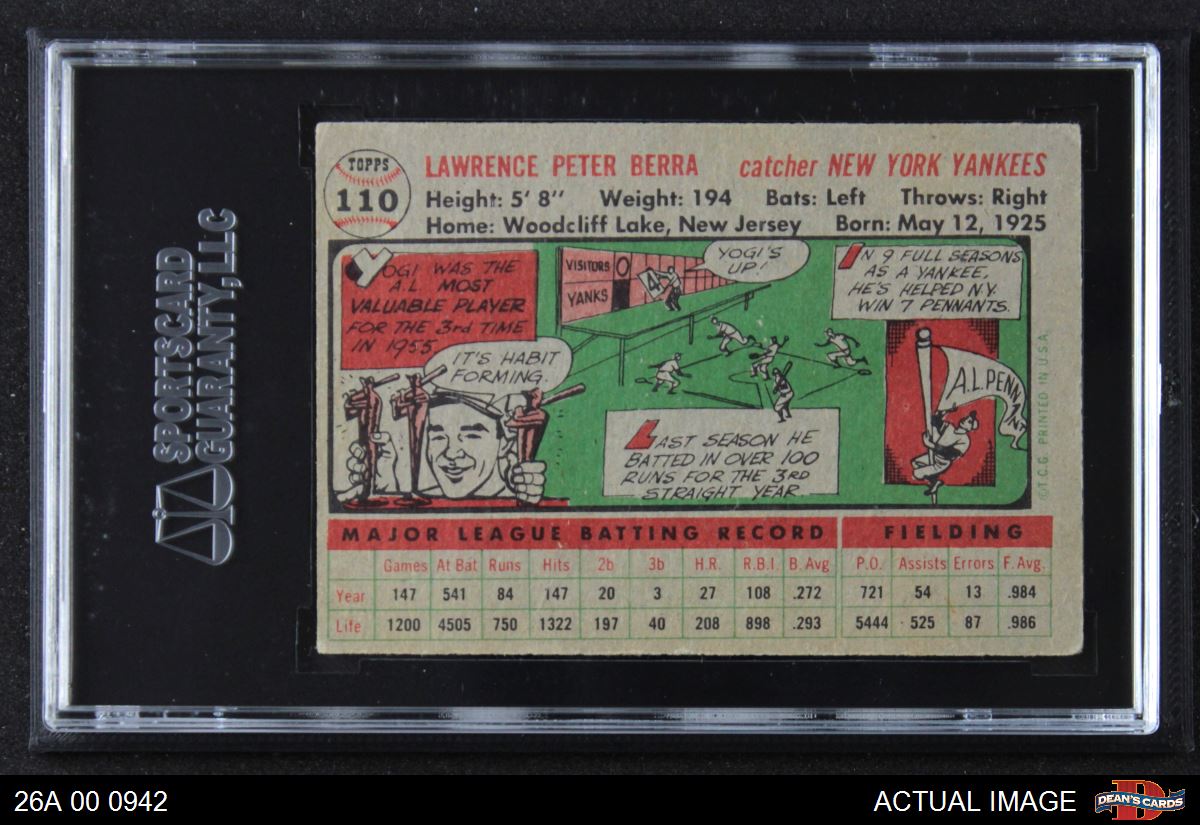 SPORTSCARD
GUARANTY, LLC
TOPPS
110
LAWRENCE PETER BERRA catcher NEW YORK YANKEES
Height: 5' 8" Weight: 194 Bats: Left Throws: Right
Home: Woodcliff Lake, New Jersey Born: May 12, 1925
YOGI WAS THE
A.L. MOST
VALUABLE PLAYER
FOR THE 3rd TIME
IN 1955.
IT'S HABIT
FORMING.
VISITORS 0
YANKS
4
YOGI'S
UP!
LAST SEASON HE
BATTED IN OVER 100
RUNS FOR THE 3RD
STRAIGHT YEAR.
IN 9 FULL SEASONS
AS A YANKEE,
HE'S HELPED N.Y.
WIN 7 PENNANTS.
A.L. PENNANT
©T.C.G. PRINTED IN U.S.A.
MAJOR LEAGUE BATTING RECORD FIELDING
Games At Bat Runs Hits 2b 3b H.R. R.B.I. B. Avg P.O. Assists Errors F. Avg.
Year 147 541 84 147 20 3 27 108 .272 721 54 13 .984
Life 1200 4505 750 1322 197 40 208 898 .293 5444 525 87 .986
26A 00 0942 ACTUAL IMAGE
D
DEAN'S CARDS